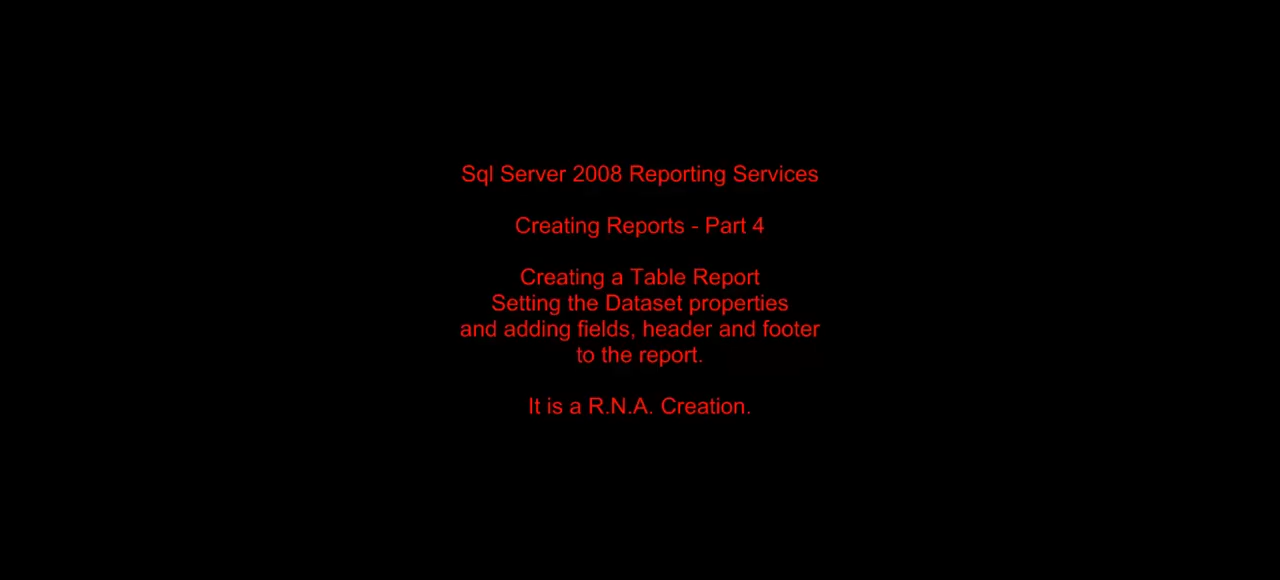 Sql Server 2008 Reporting Services
Creating Reports - Part 4
Creating a Table Report
Setting the Dataset properties
and adding fields, header and footer
to the report.
It is a R.N.A. Creation.